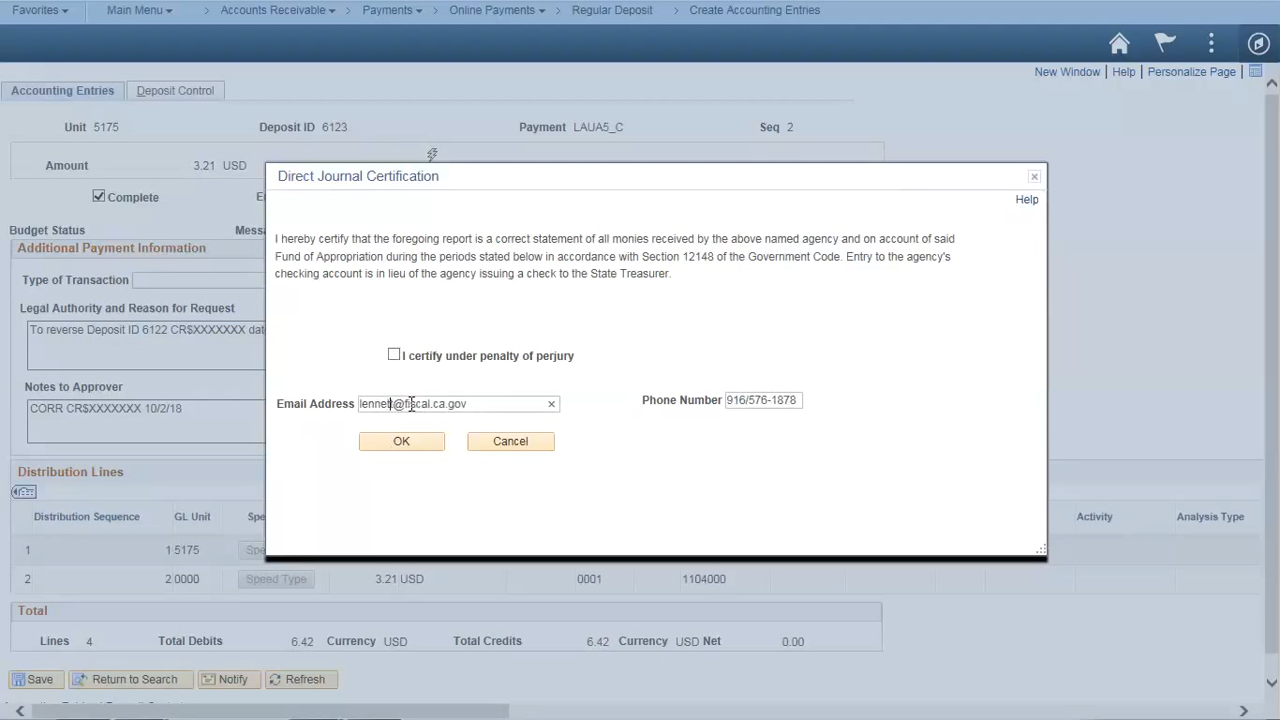 Favorites Main Menu > Accounts Receivable > Payments > Online Payments > Regular Deposit > Create Accounting Entries
New Window | Help | Personalize Page |
Accounting Entries Deposit Control
Unit 5175 Deposit ID 6123 Payment LAUA5_C Seq 2
Amount 3.21 USD
Complete
Budget Status
Additional Payment Information
Type of Transaction
Legal Authority and Reason for Request
To reverse Deposit ID 6122 CR$XXXXXXX
Notes to Approver
CORR CR$XXXXXXX 10/2/18
Distribution Lines
Distribution Sequence GL Unit Activity Analysis Type
1 1 5175
2 2.0000 Speed Type 3.21 USD 0001 1104000
Total
Lines 4 Total Debits 6.42 Currency USD Total Credits 6.42 Currency USD Net 0.00
Save Return to Search Notify Refresh
Direct Journal Certification
Help
I hereby certify that the foregoing report is a correct statement of all monies received by the above named agency and on account of said
Fund of Appropriation during the periods stated below in accordance with Section 12148 of the Government Code. Entry to the agency's
checking account is in lieu of the agency issuing a check to the State Treasurer.
I certify under penalty of perjury
Email Address lennett@fiscal.ca.gov Phone Number 916/576-1878
OK Cancel